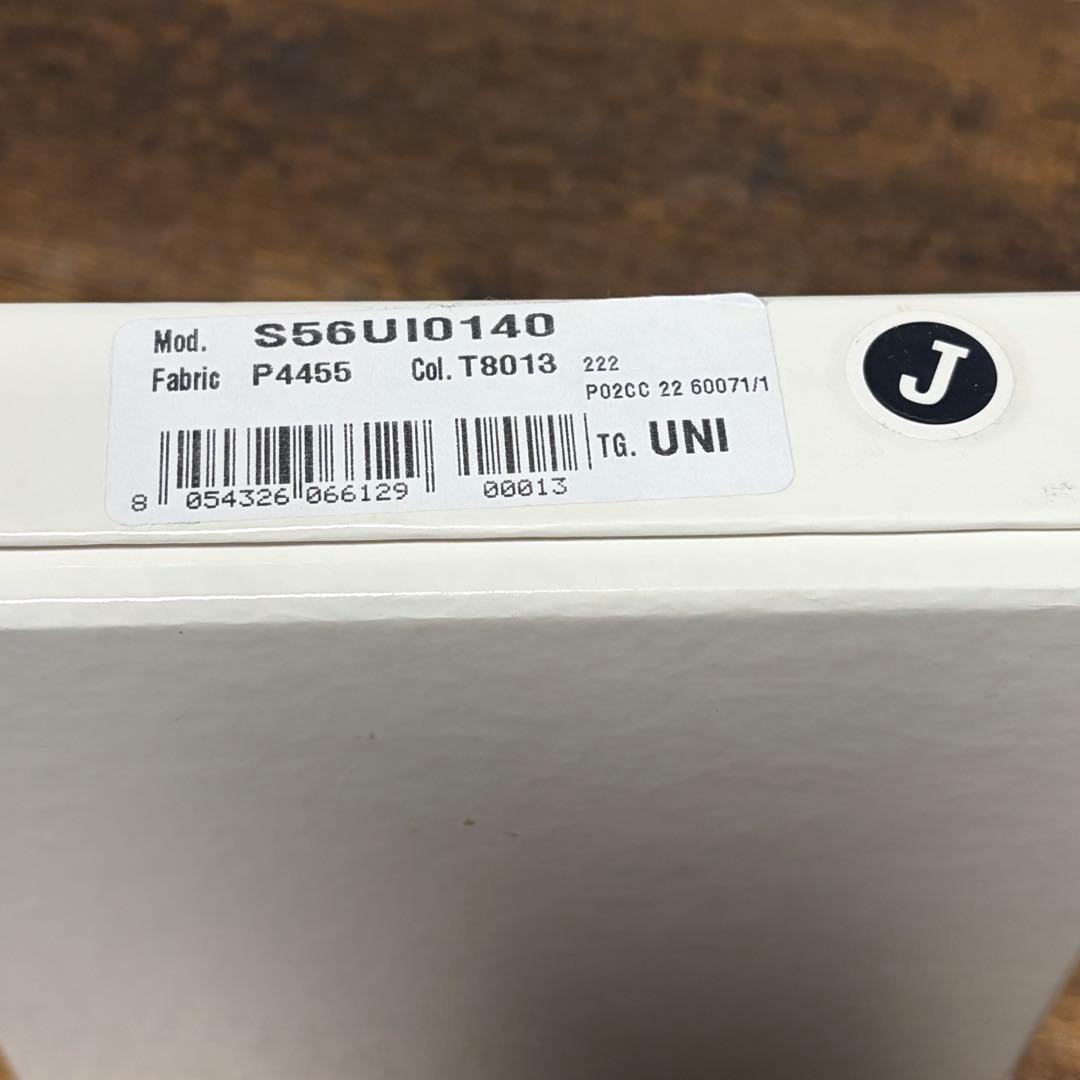 Mod. S56UI0140
Fabric P4455 Col. T8013 222
P02CC 22 60071/1
TG. UNI
8 054326 066129 00013
J